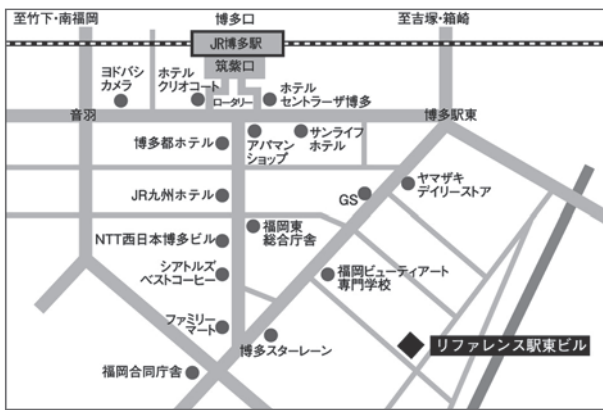 至竹下・南福岡
博多口
至吉塚・箱崎
JR博多駅
筑紫口
ヨドバシ
カメラ
ホテル
クリオコート
ロータリー
ホテル
セントラーザ博多
音羽
博多駅東
博多都ホテル
アパマン
ショップ
サンライフ
ホテル
JR九州ホテル
GS
ヤマザキ
デイリーストア
NTT西日本博多ビル
福岡東
総合庁舎
シアトルズ
ベストコーヒー
福岡ビューティアート
専門学校
ファミリー
マート
博多スターレーン
リファレンス駅東ビル
福岡合同庁舎